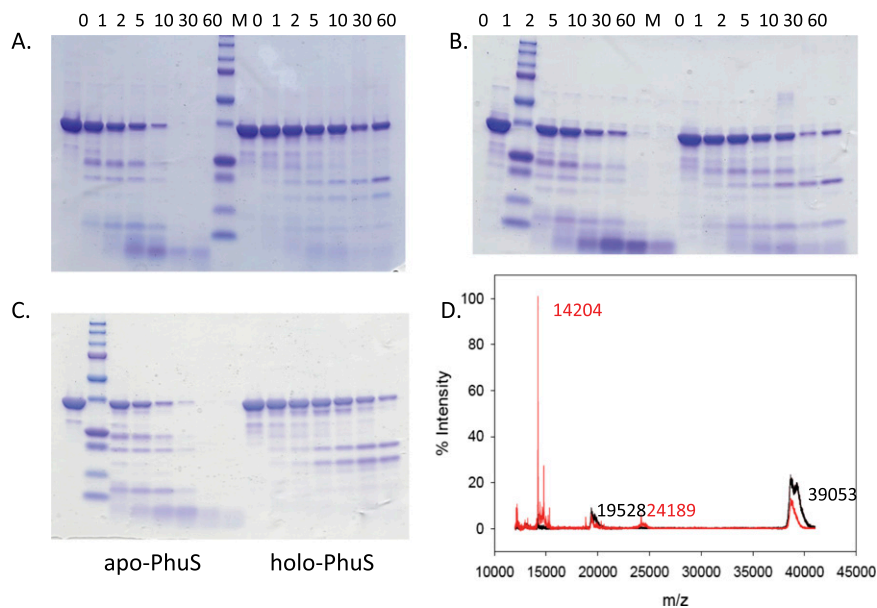 0 1 2 5 10 30 60 M 0 1 2 5 10 30 60
0 1 2 5 10 30 60 M 0 1 2 5 10 30 60
A.
B.
C.
apo-PhuS holo-PhuS
D.
14204
1952824189
39053
% Intensity
100
80
60
40
20
0
10000 15000 20000 25000 30000 35000 40000 45000
m/z